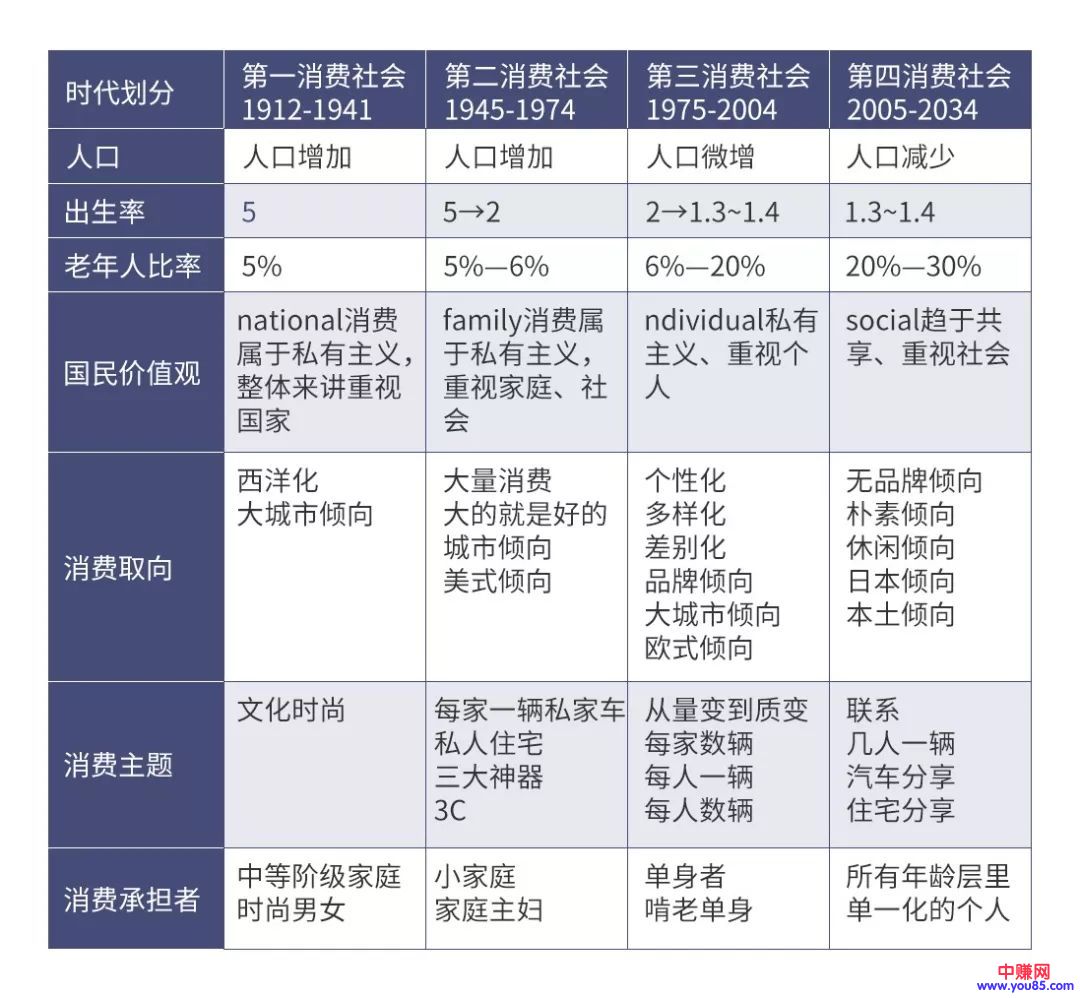 时代划分
第一消费社会
1912-1941
第二消费社会
1945-1974
第三消费社会
1975-2004
第四消费社会
2005-2034
人口
人口增加
人口增加
人口微增
人口减少
出生率
5
5→2
2→1.3~1.4
1.3~1.4
老年人比率
5%
5%—6%
6%—20%
20%—30%
国民价值观
national消费
属于私有主义，
整体来讲重视
国家
family消费属
于私有主义，
重视家庭、社
会
ndividual私有
主义、重视个
人
social趋于共
享、重视社会
消费取向
西洋化
大城市倾向
大量消费
大的就是好的
城市倾向
美式倾向
个性化
多样化
差别化
品牌倾向
大城市倾向
欧式倾向
无品牌倾向
朴素倾向
休闲倾向
日本倾向
本土倾向
消费主题
文化时尚
每家一辆私家车
私人住宅
三大神器
3C
从量变到质变
每家数辆
每人一辆
每人数辆
联系
几人一辆
汽车分享
住宅分享
消费承担者
中等阶级家庭
时尚男女
小家庭
家庭主妇
单身者
啃老单身
所有年龄层里
单一化的个人
中赚网
www.you85.com